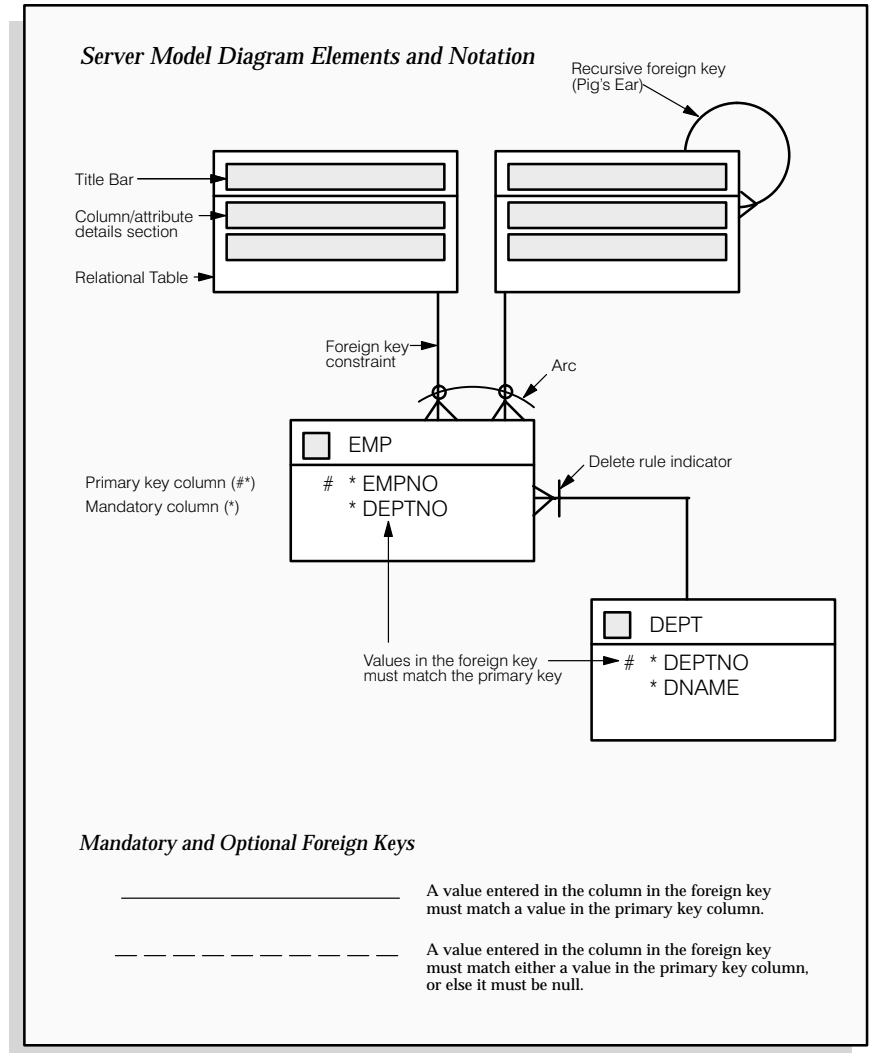 Server Model Diagram Elements and Notation
Recursive foreign key
(Pig's Ear)
Title Bar
Column/attribute
details section
Relational Table
Foreign key
constraint
Arc
EMP
Delete rule indicator
Primary key column (#*)
# * EMPNO
Mandatory column (*)
* DEPTNO
DEPT
Values in the foreign key
must match the primary key
# * DEPTNO
* DNAME
Mandatory and Optional Foreign Keys
A value entered in the column in the foreign key
must match a value in the primary key column.
A value entered in the column in the foreign key
must match either a value in the primary key column,
or else it must be null.